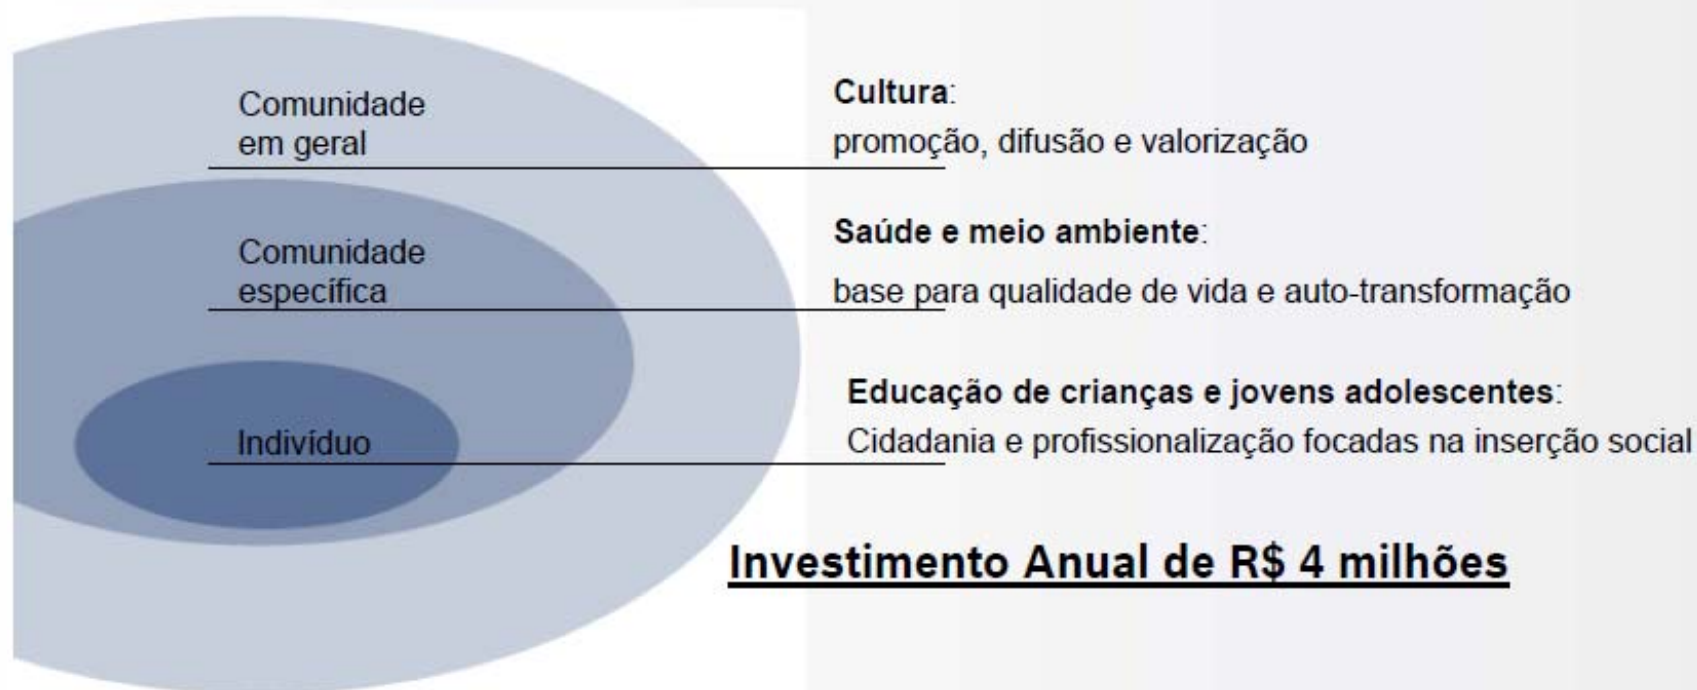 Comunidade
em geral
Cultura:
promoção, difusão e valorização
Comunidade
específica
Saúde e meio ambiente:
base para qualidade de vida e auto-transformação
Indivíduo
Educação de crianças e jovens adolescentes:
Cidadania e profissionalização focadas na inserção social
Investimento Anual de R$ 4 milhões